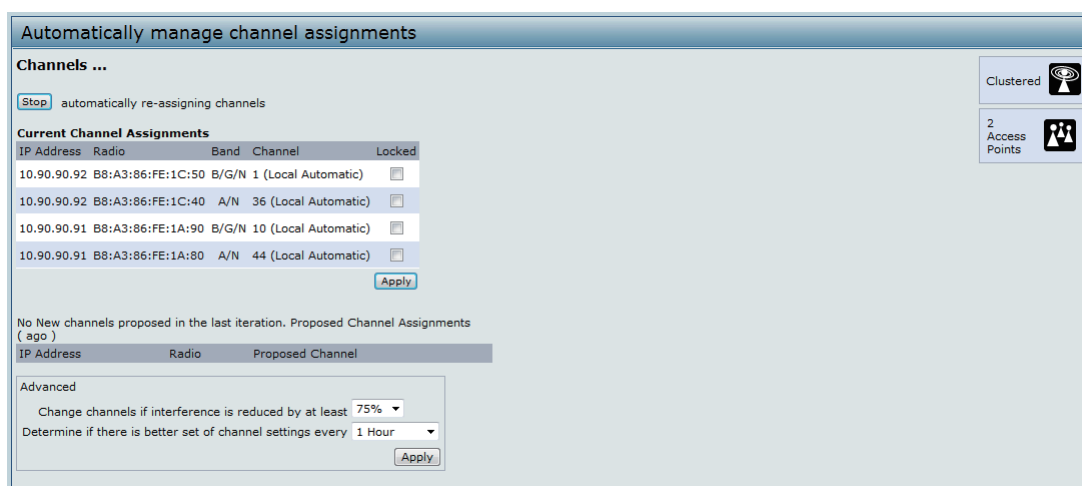 Automatically manage channel assignments
Channels ...
Stop automatically re-assigning channels
Current Channel Assignments
IP Address Radio Band Channel Locked
10.90.90.92 B8:A3:86:FE:1C:50 B/G/N 1 (Local Automatic)
10.90.90.92 B8:A3:86:FE:1C:40 A/N 36 (Local Automatic)
10.90.90.91 B8:A3:86:FE:1A:90 B/G/N 10 (Local Automatic)
10.90.90.91 B8:A3:86:FE:1A:80 A/N 44 (Local Automatic)
Apply
No New channels proposed in the last iteration. Proposed Channel Assignments
( ago )
IP Address Radio Proposed Channel
Advanced
Change channels if interference is reduced by at least 75%
Determine if there is better set of channel settings every 1 Hour
Apply
Clustered
2
Access
Points